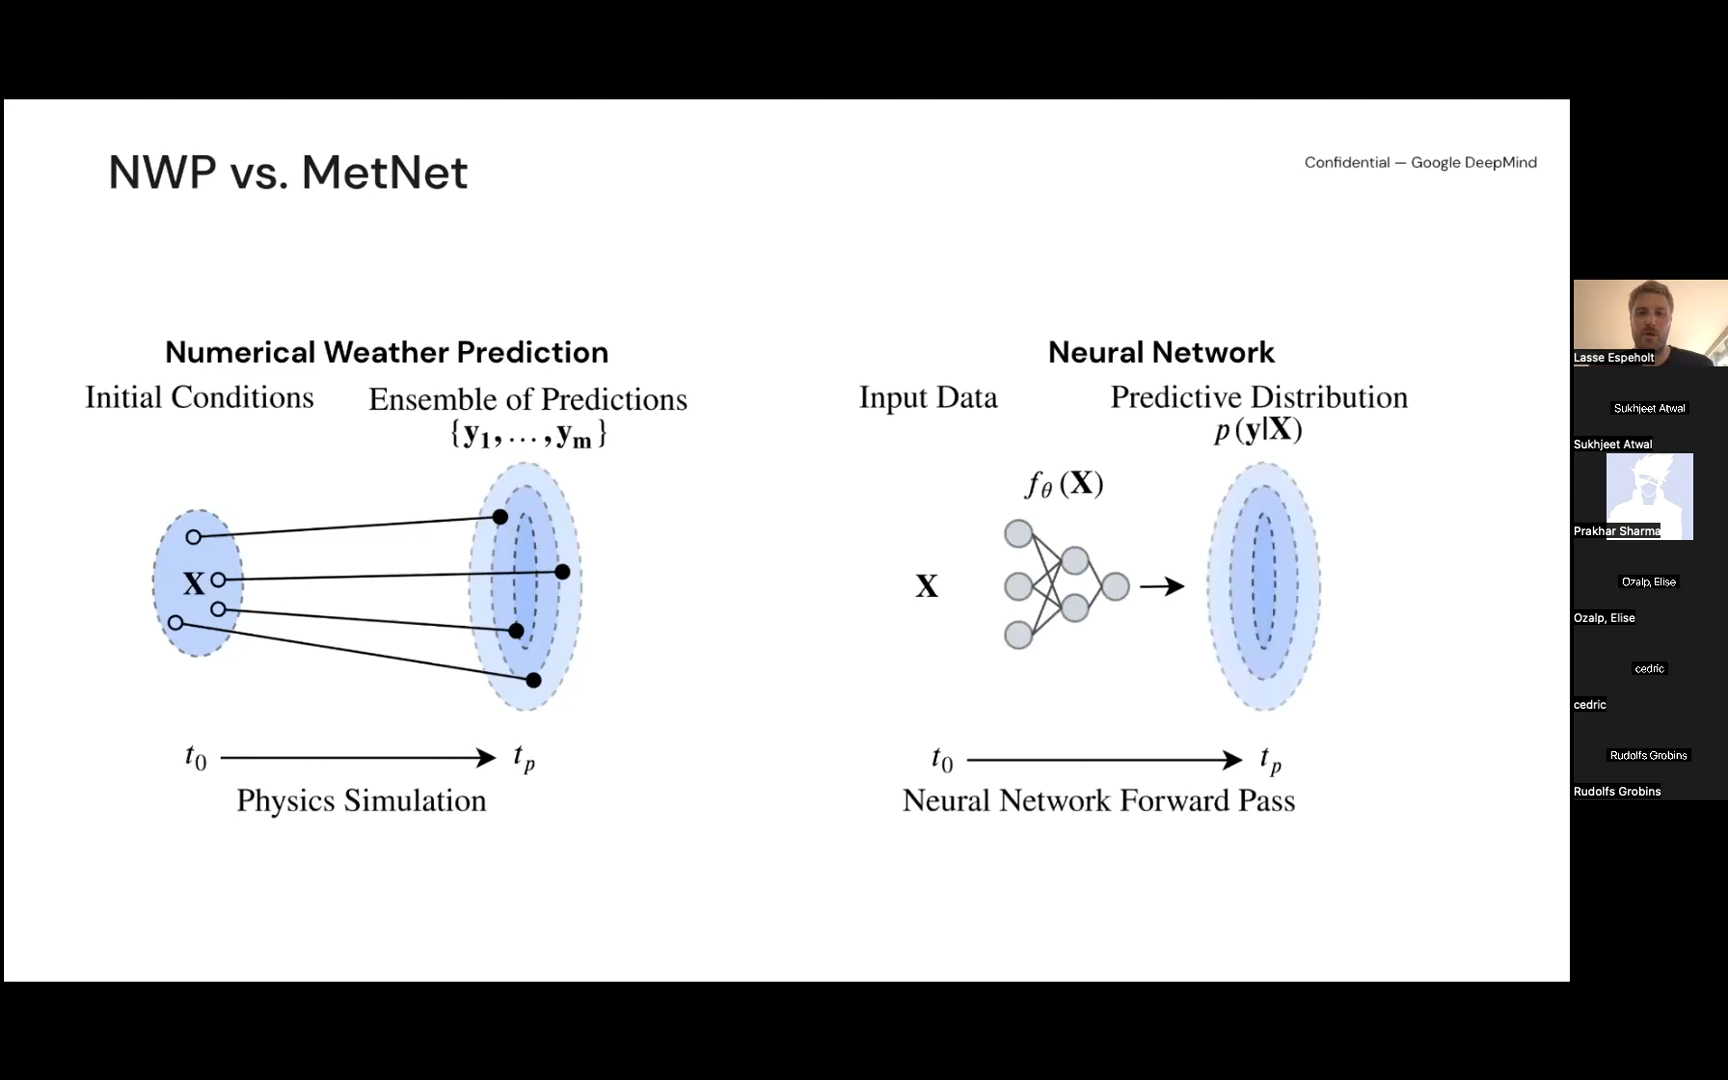 NWP vs. MetNet
Confidential — Google DeepMind
Numerical Weather Prediction
Initial Conditions
Ensemble of Predictions
{y₁, . . . , yₘ}
X
t₀
tₚ
Physics Simulation
Neural Network
Input Data
Predictive Distribution
p(y|X)
f_θ(X)
X
t₀
tₚ
Neural Network Forward Pass
Lasse Espeholt
Sukhjeet Atwal
Sukhjeet Atwal
Prakhar Sharma
Ozalp, Elise
Ozalp, Elise
cedric
cedric
Rudolfs Grobins
Rudolfs Grobins